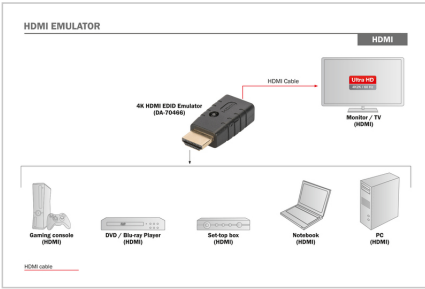 HDMI EMULATOR
HDMI
HDMI Cable
Ultra HD
4K HDMI EDID Emulator
(DA-70466)
Monitor / TV
(HDMI)
Gaming console
(HDMI)
DVD / Blu-ray Player
(HDMI)
Set-top box
(HDMI)
Notebook
(HDMI)
PC
(HDMI)
HDMI cable